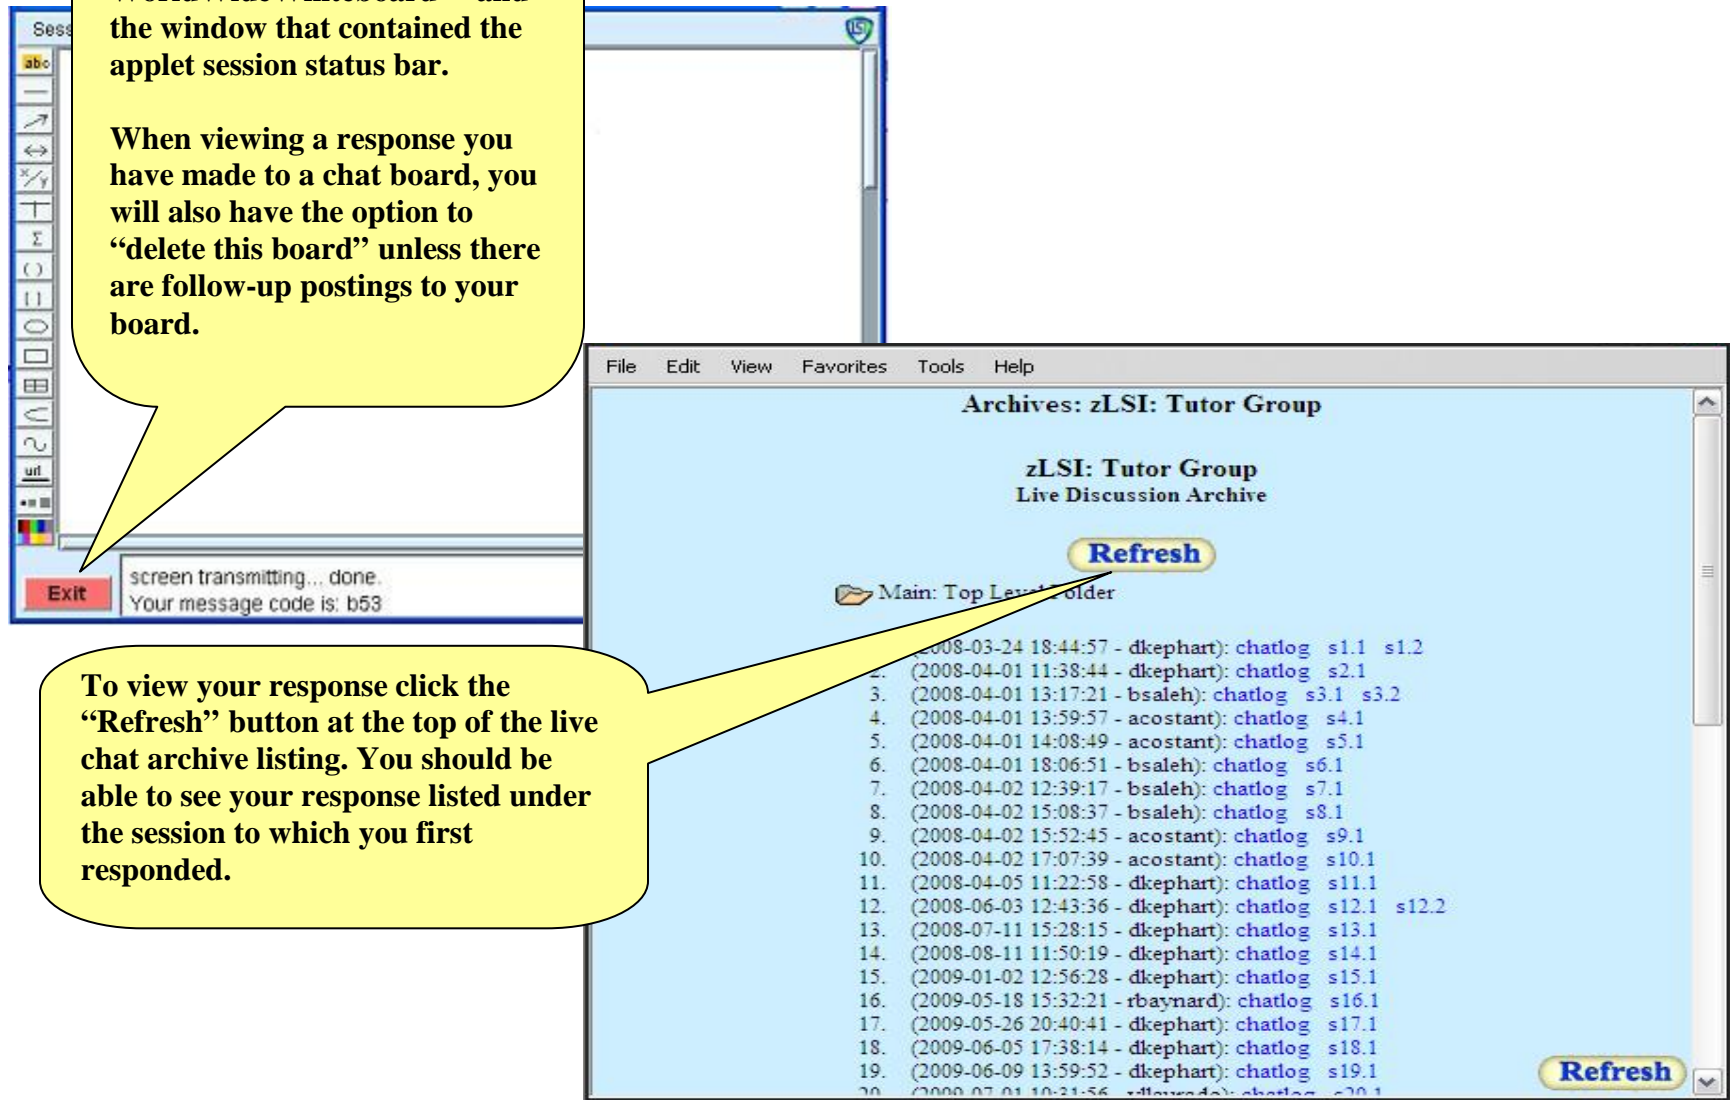 Sess
the window that contained the
applet session status bar.
When viewing a response you
have made to a chat board, you
will also have the option to
“delete this board” unless there
are follow-up postings to your
board.
LSI
abc
x/y
Σ
( )
[ ]
url
Exit
screen transmitting... done.
Your message code is: b53
To view your response click the
“Refresh” button at the top of the live
chat archive listing. You should be
able to see your response listed under
the session to which you first
responded.
File Edit View Favorites Tools Help
Archives: zLSI: Tutor Group
zLSI: Tutor Group
Live Discussion Archive
Refresh
Main: Top Level Folder
(2008-03-24 18:44:57 - dkephart): chatlog s1.1 s1.2
2. (2008-04-01 11:38:44 - dkephart): chatlog s2.1
3. (2008-04-01 13:17:21 - bsaleh): chatlog s3.1 s3.2
4. (2008-04-01 13:59:57 - acostant): chatlog s4.1
5. (2008-04-01 14:08:49 - acostant): chatlog s5.1
6. (2008-04-01 18:06:51 - bsaleh): chatlog s6.1
7. (2008-04-02 12:39:17 - bsaleh): chatlog s7.1
8. (2008-04-02 15:08:37 - bsaleh): chatlog s8.1
9. (2008-04-02 15:52:45 - acostant): chatlog s9.1
10. (2008-04-02 17:07:39 - acostant): chatlog s10.1
11. (2008-04-05 11:22:58 - dkephart): chatlog s11.1
12. (2008-06-03 12:43:36 - dkephart): chatlog s12.1 s12.2
13. (2008-07-11 15:28:15 - dkephart): chatlog s13.1
14. (2008-08-11 11:50:19 - dkephart): chatlog s14.1
15. (2009-01-02 12:56:28 - dkephart): chatlog s15.1
16. (2009-05-18 15:32:21 - rbaynard): chatlog s16.1
17. (2009-05-26 20:40:41 - dkephart): chatlog s17.1
18. (2009-06-05 17:38:14 - dkephart): chatlog s18.1
19. (2009-06-09 13:59:52 - dkephart): chatlog s19.1
Refresh